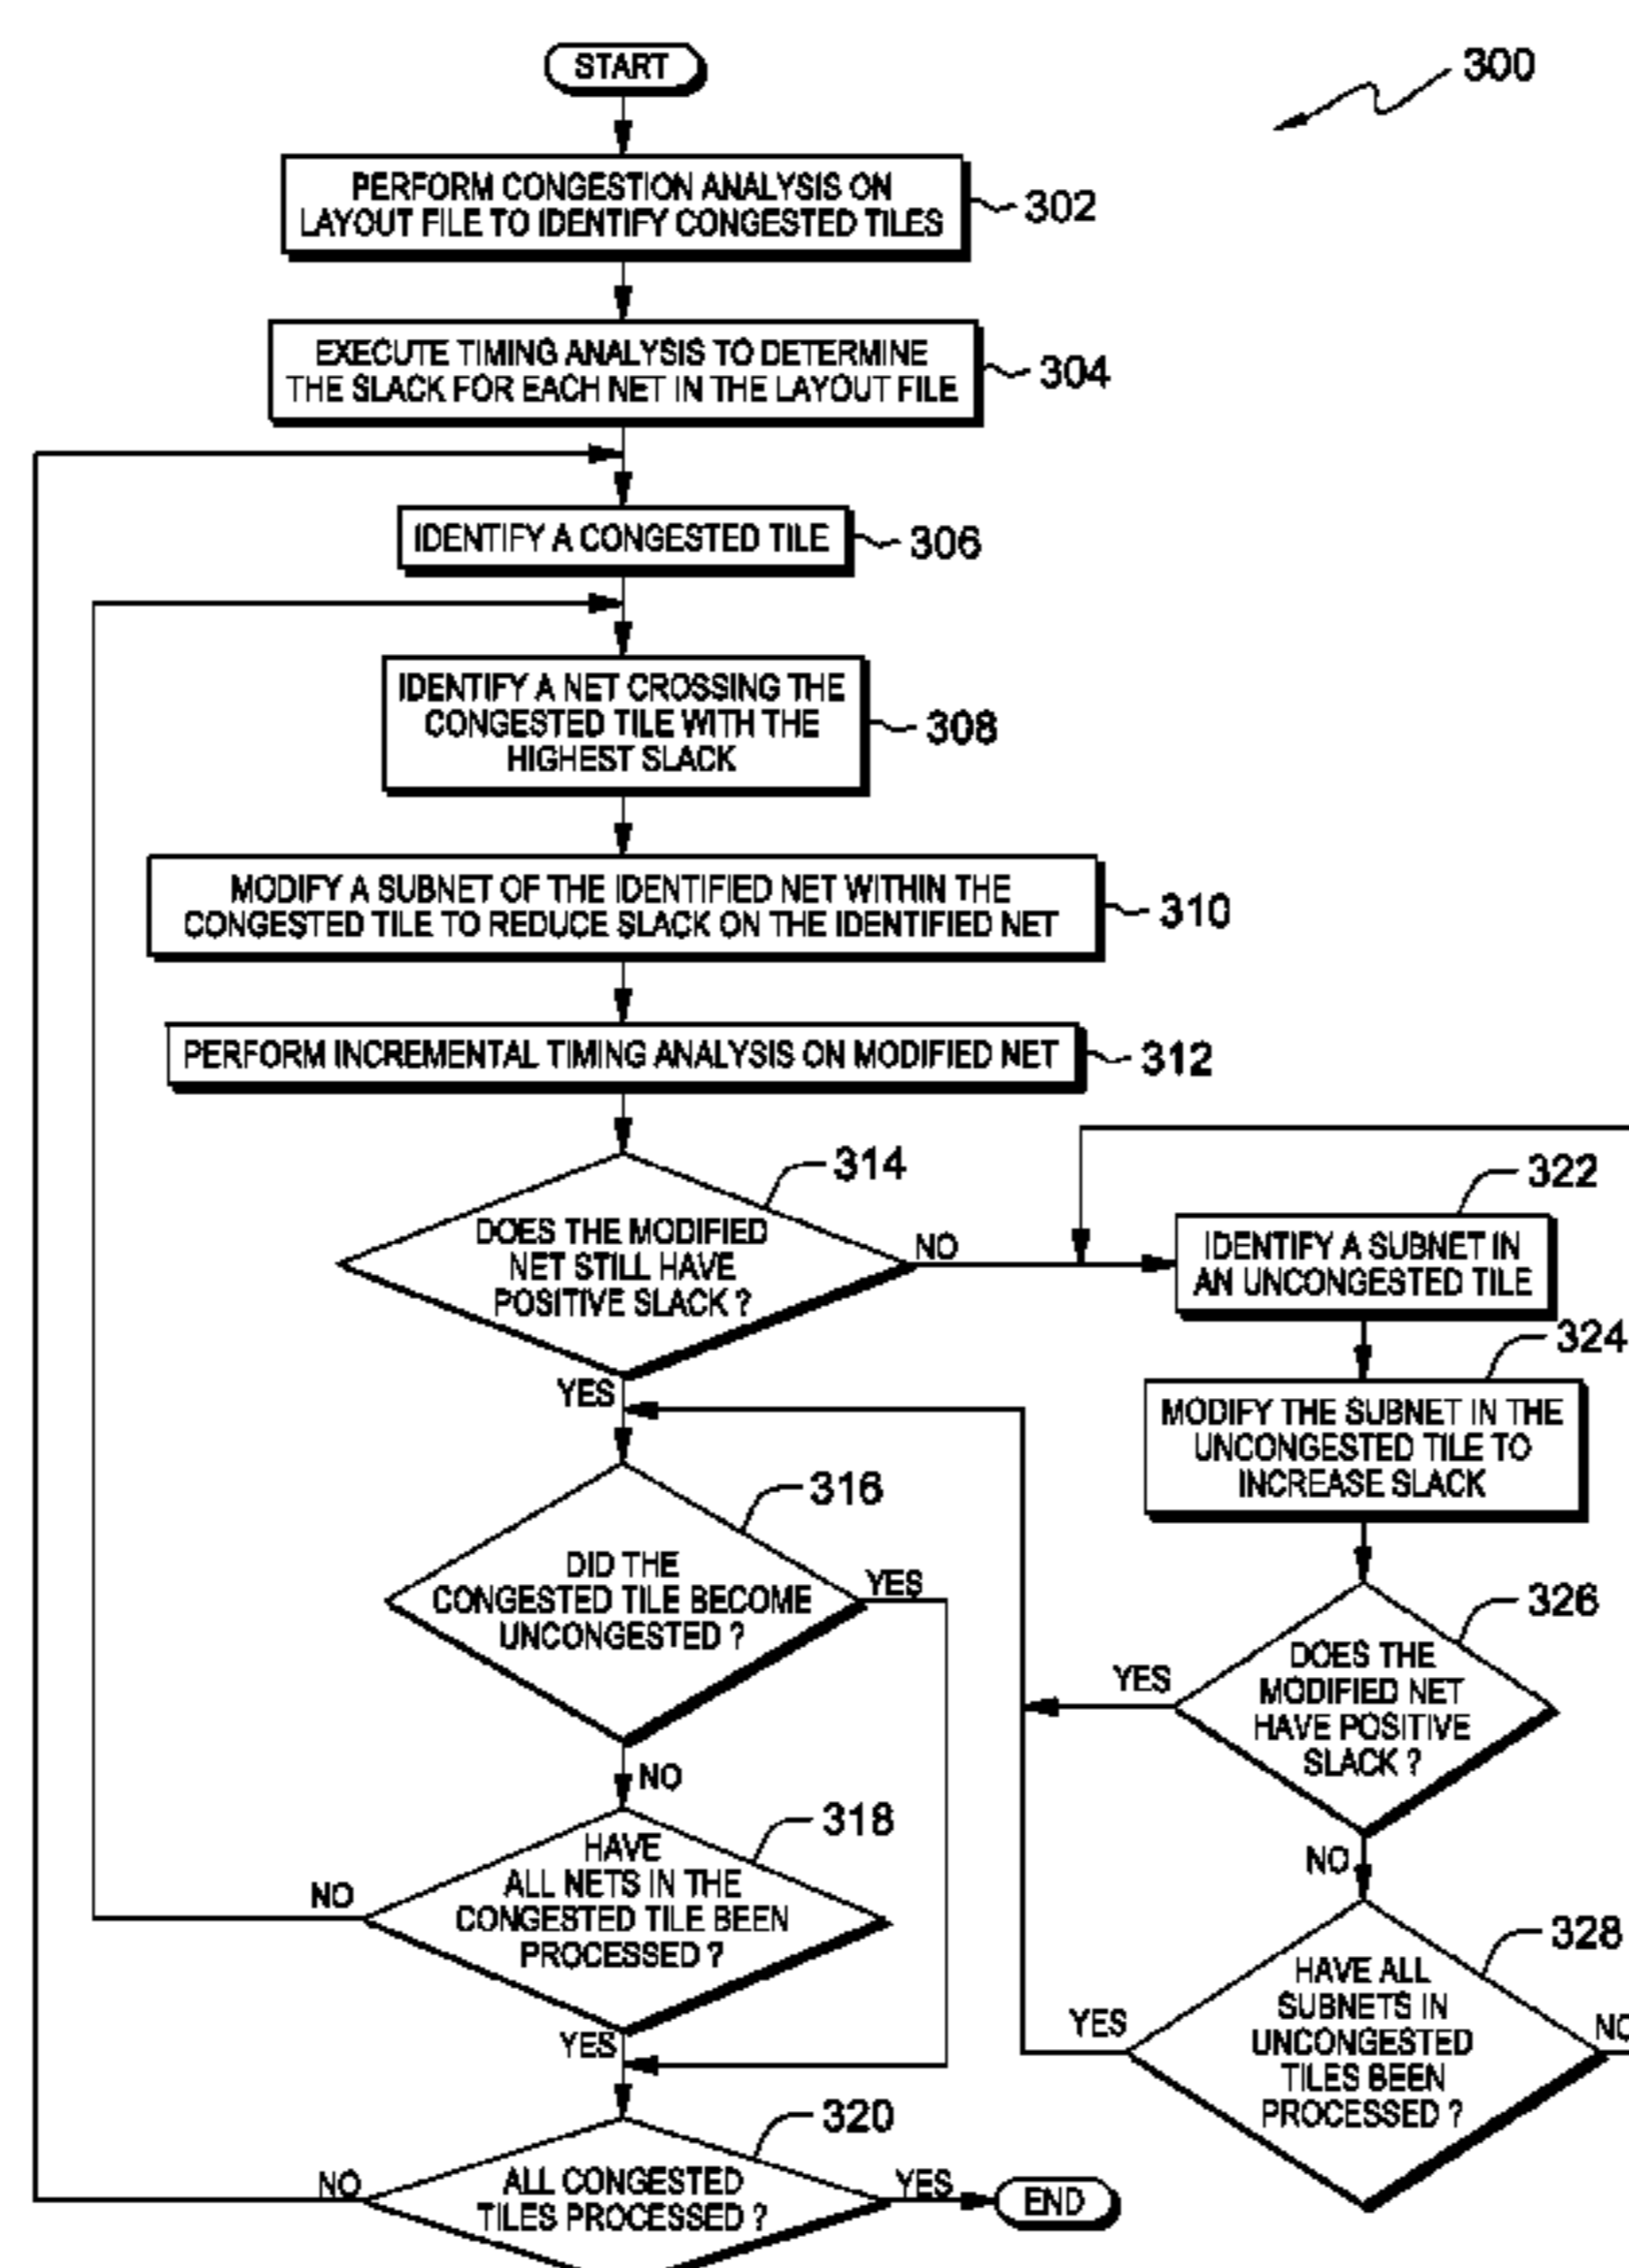 START
300
PERFORM CONGESTION ANALYSIS ON
LAYOUT FILE TO IDENTIFY CONGESTED TILES
302
EXECUTE TIMING ANALYSIS TO DETERMINE
THE SLACK FOR EACH NET IN THE LAYOUT FILE
304
IDENTIFY A CONGESTED TILE
306
IDENTIFY A NET CROSSING THE
CONGESTED TILE WITH THE
HIGHEST SLACK
308
MODIFY A SUBNET OF THE IDENTIFIED NET WITHIN THE
CONGESTED TILE TO REDUCE SLACK ON THE IDENTIFIED NET
310
PERFORM INCREMENTAL TIMING ANALYSIS ON MODIFIED NET
312
314
DOES THE MODIFIED
NET STILL HAVE
POSITIVE SLACK ?
NO
YES
322
IDENTIFY A SUBNET IN
AN UNCONGESTED TILE
324
MODIFY THE SUBNET IN THE
UNCONGESTED TILE TO
INCREASE SLACK
316
DID THE
CONGESTED TILE BECOME
UNCONGESTED ?
YES
NO
326
DOES THE
MODIFIED NET
HAVE POSITIVE
SLACK ?
YES
NO
318
HAVE
ALL NETS IN THE
CONGESTED TILE BEEN
PROCESSED ?
NO
YES
328
HAVE ALL
SUBNETS IN
UNCONGESTED
TILES BEEN
PROCESSED ?
YES
NO
320
ALL CONGESTED
TILES PROCESSED ?
NO
YES
END